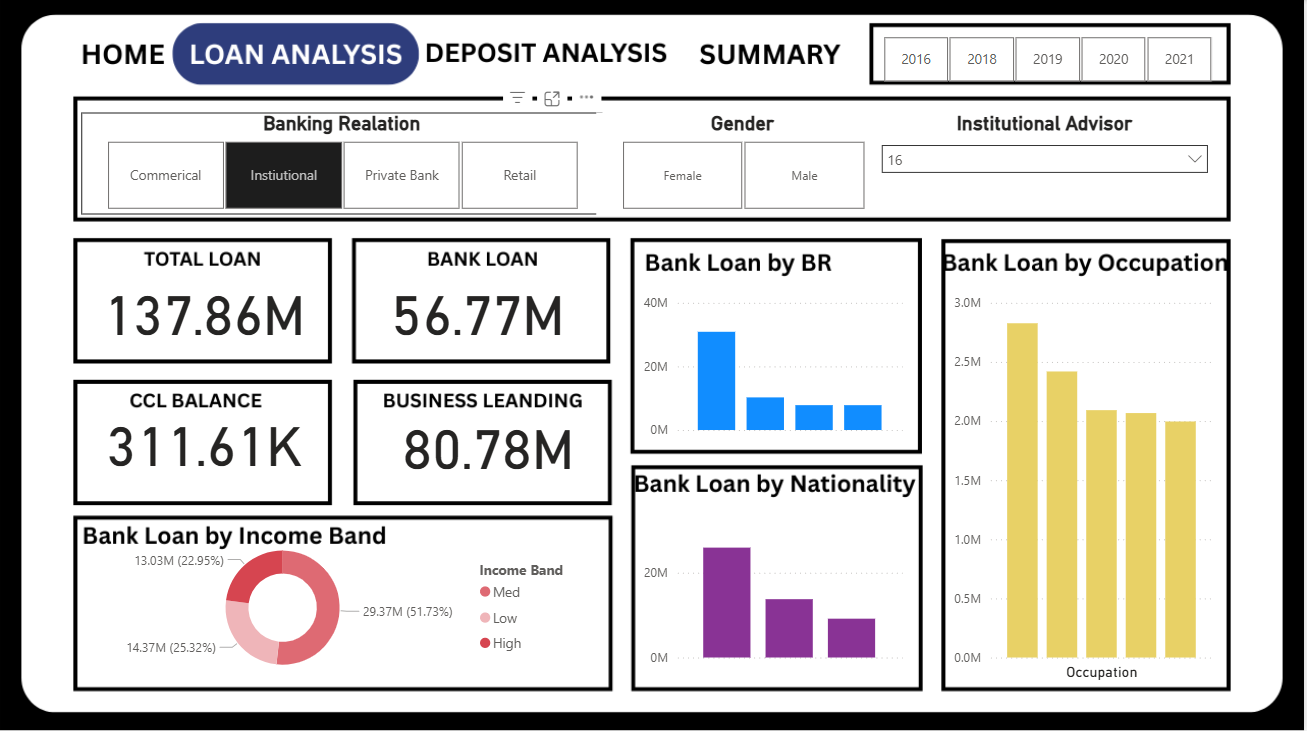 HOME LOAN ANALYSIS DEPOSIT ANALYSIS SUMMARY
2016 2018 2019 2020 2021
Banking Realation
Commerical Instiutional Private Bank Retail
Gender
Female Male
Institutional Advisor
16
TOTAL LOAN
137.86M
BANK LOAN
56.77M
CCL BALANCE
311.61K
BUSINESS LEANDING
80.78M
Bank Loan by Income Band
13.03M (22.95%)
29.37M (51.73%)
14.37M (25.32%)
Income Band
Med
Low
High
Bank Loan by BR
40M
20M
0M
Bank Loan by Nationality
20M
0M
Bank Loan by Occupation
3.0M
2.5M
2.0M
1.5M
1.0M
0.5M
0.0M
Occupation